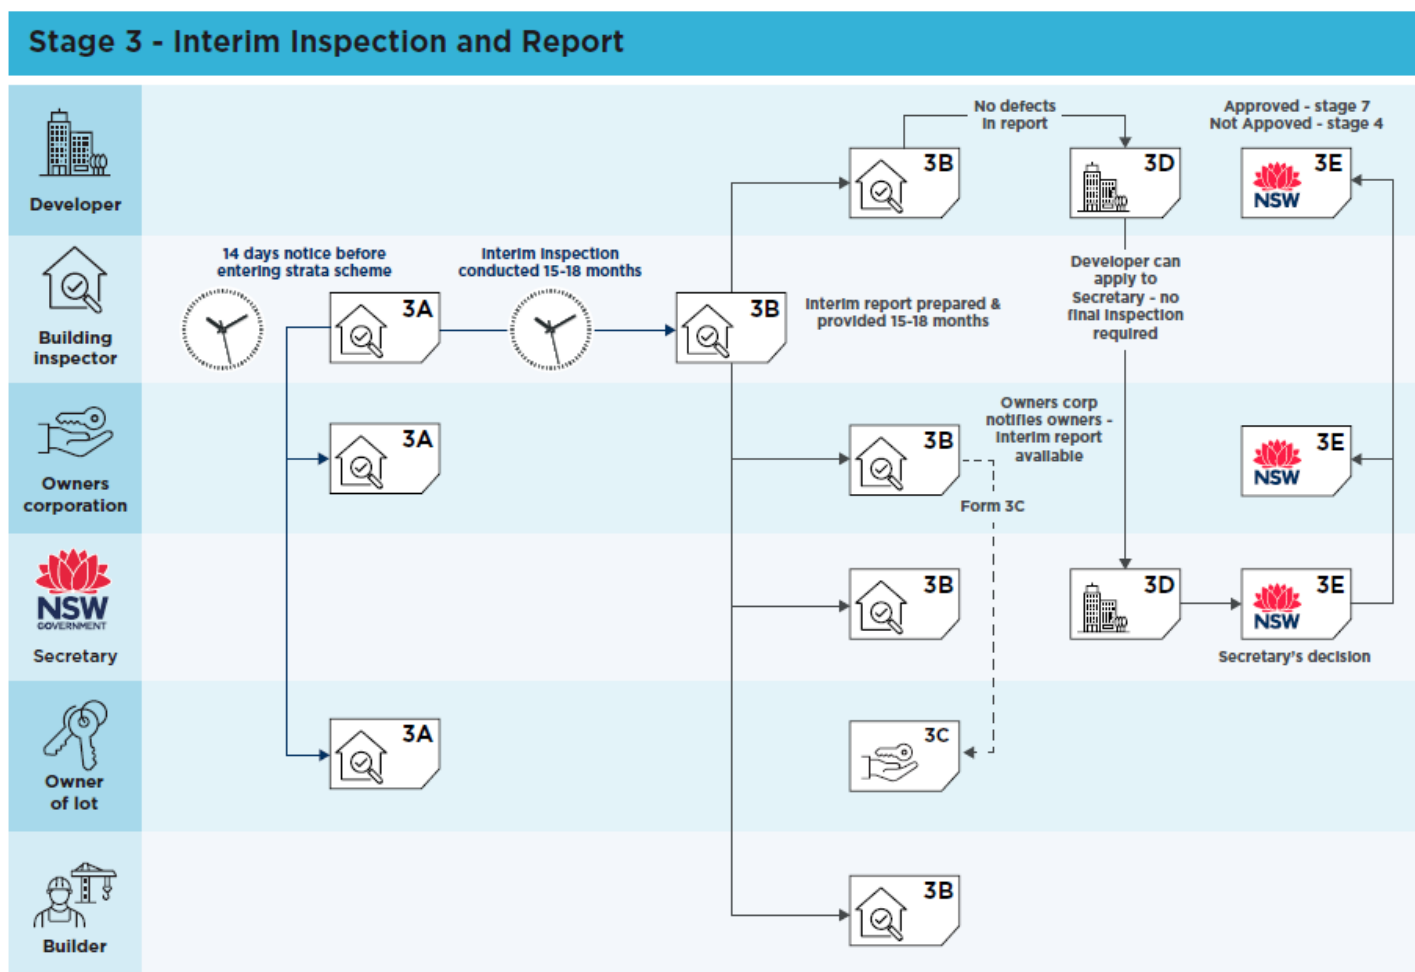 Stage 3 - Interim Inspection and Report
No defects
in report
Approved - stage 7
Not Appoved - stage 4
3B
3D
3E
NSW
Developer
14 days notice before
entering strata scheme
Interim inspection
conducted 15-18 months
3A
3B
Interim report prepared &
provided 15-18 months
Developer can
apply to
Secretary - no
final inspection
required
Building
inspector
Owners corp
notifies owners -
interim report
available
3A
3B
3E
NSW
Form 3C
Owners
corporation
3B
3D
3E
NSW
NSW
GOVERNMENT
Secretary
Secretary's decision
3A
3C
Owner
of lot
3B
Builder